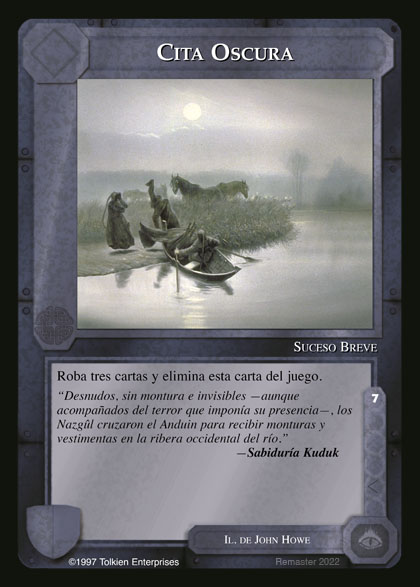 Cita Oscura
Suceso Breve
Roba tres cartas y elimina esta carta del juego.
7
“Desnudos, sin montura e invisibles —aunque
acompañados del terror que imponía su presencia—, los
Nazgûl cruzaron el Anduin para recibir monturas y
vestimentas en la ribera occidental del río.”
—Sabiduría Kuduk
Il. de John Howe
©1997 Tolkien Enterprises
Remaster 2022